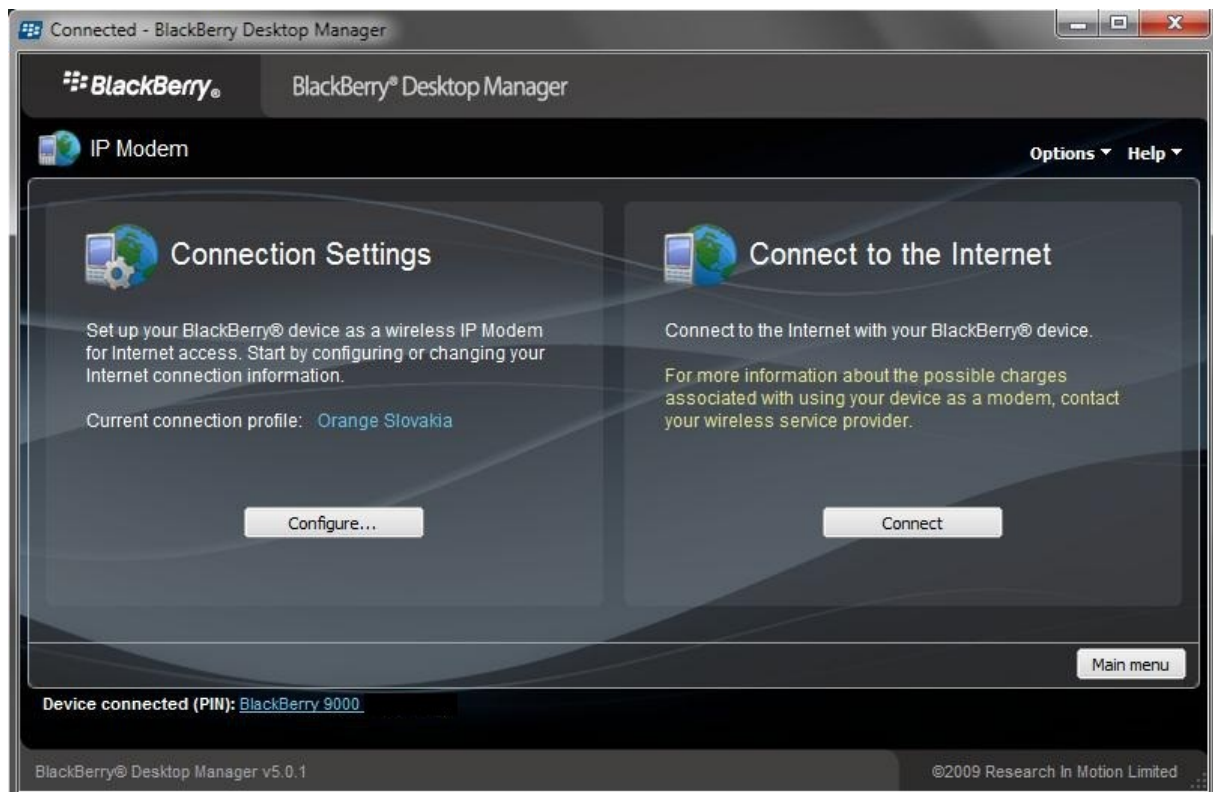 Connected - BlackBerry Desktop Manager
BlackBerry®
BlackBerry® Desktop Manager
IP Modem
Options Help
Connection Settings
Set up your BlackBerry® device as a wireless IP Modem
for Internet access. Start by configuring or changing your
Internet connection information.
Current connection profile: Orange Slovakia
Configure...
Connect to the Internet
Connect to the Internet with your BlackBerry® device.
For more information about the possible charges
associated with using your device as a modem, contact
your wireless service provider.
Connect
Main menu
Device connected (PIN): BlackBerry 9000
BlackBerry® Desktop Manager v5.0.1
©2009 Research In Motion Limited